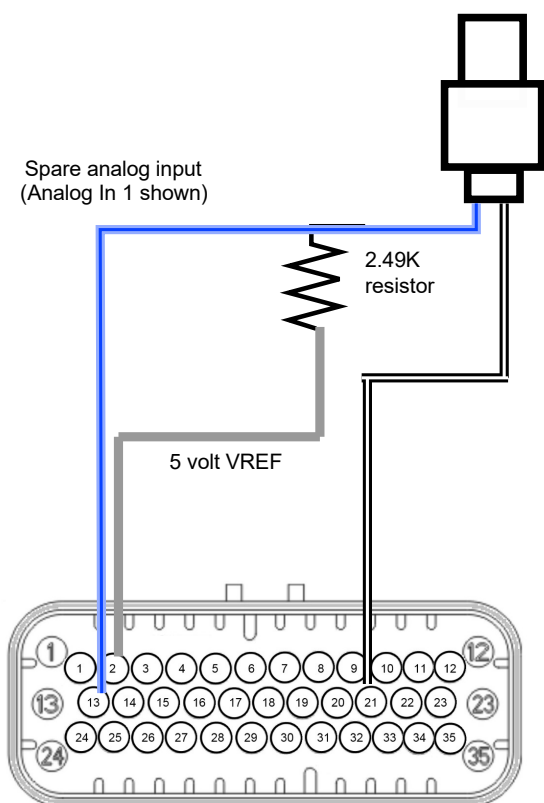 Spare analog input
(Analog In 1 shown)
2.49K
resistor
5 volt VREF
1 12
1 2 3 4 5 6 7 8 9 10 11 12
13 13 14 15 16 17 18 19 20 21 22 23 23
24 25 26 27 28 29 30 31 32 33 34 35
24 35